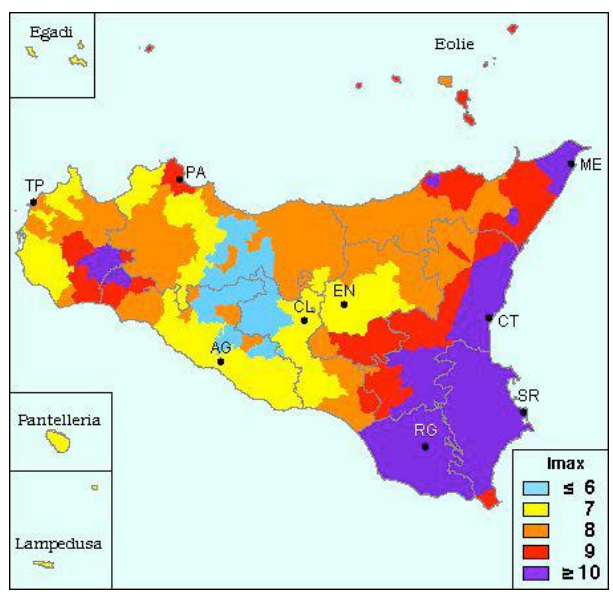 Egadi
Eolie
PA
ME
TP
EN
CL
CT
AG
SR
RG
Pantelleria
Lampedusa
Imax
≤ 6
7
8
9
≥ 10